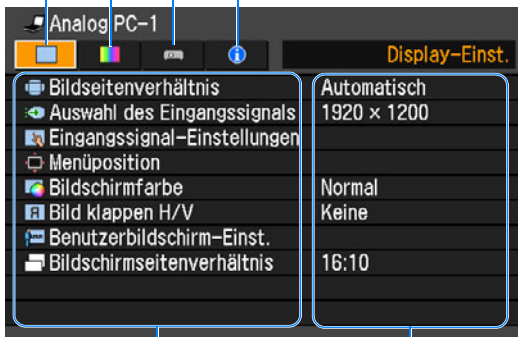 Analog PC-1
Display-Einst.
Bildseitenverhältnis Automatisch
Auswahl des Eingangssignals 1920 × 1200
Eingangssignal-Einstellungen
Menüposition
Bildschirmfarbe Normal
Bild klappen H/V Keine
Benutzerbildschirm-Einst.
Bildschirmseitenverhältnis 16:10